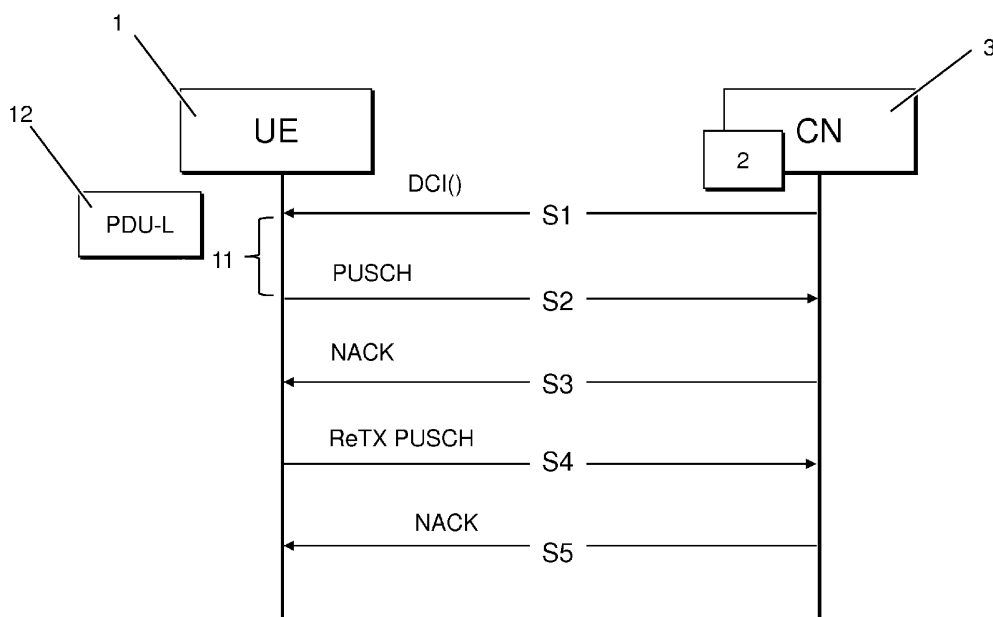 1
3
12
UE
CN
2
PDU-L
DCI()
S1
11
PUSCH
S2
NACK
S3
ReTX PUSCH
S4
NACK
S5